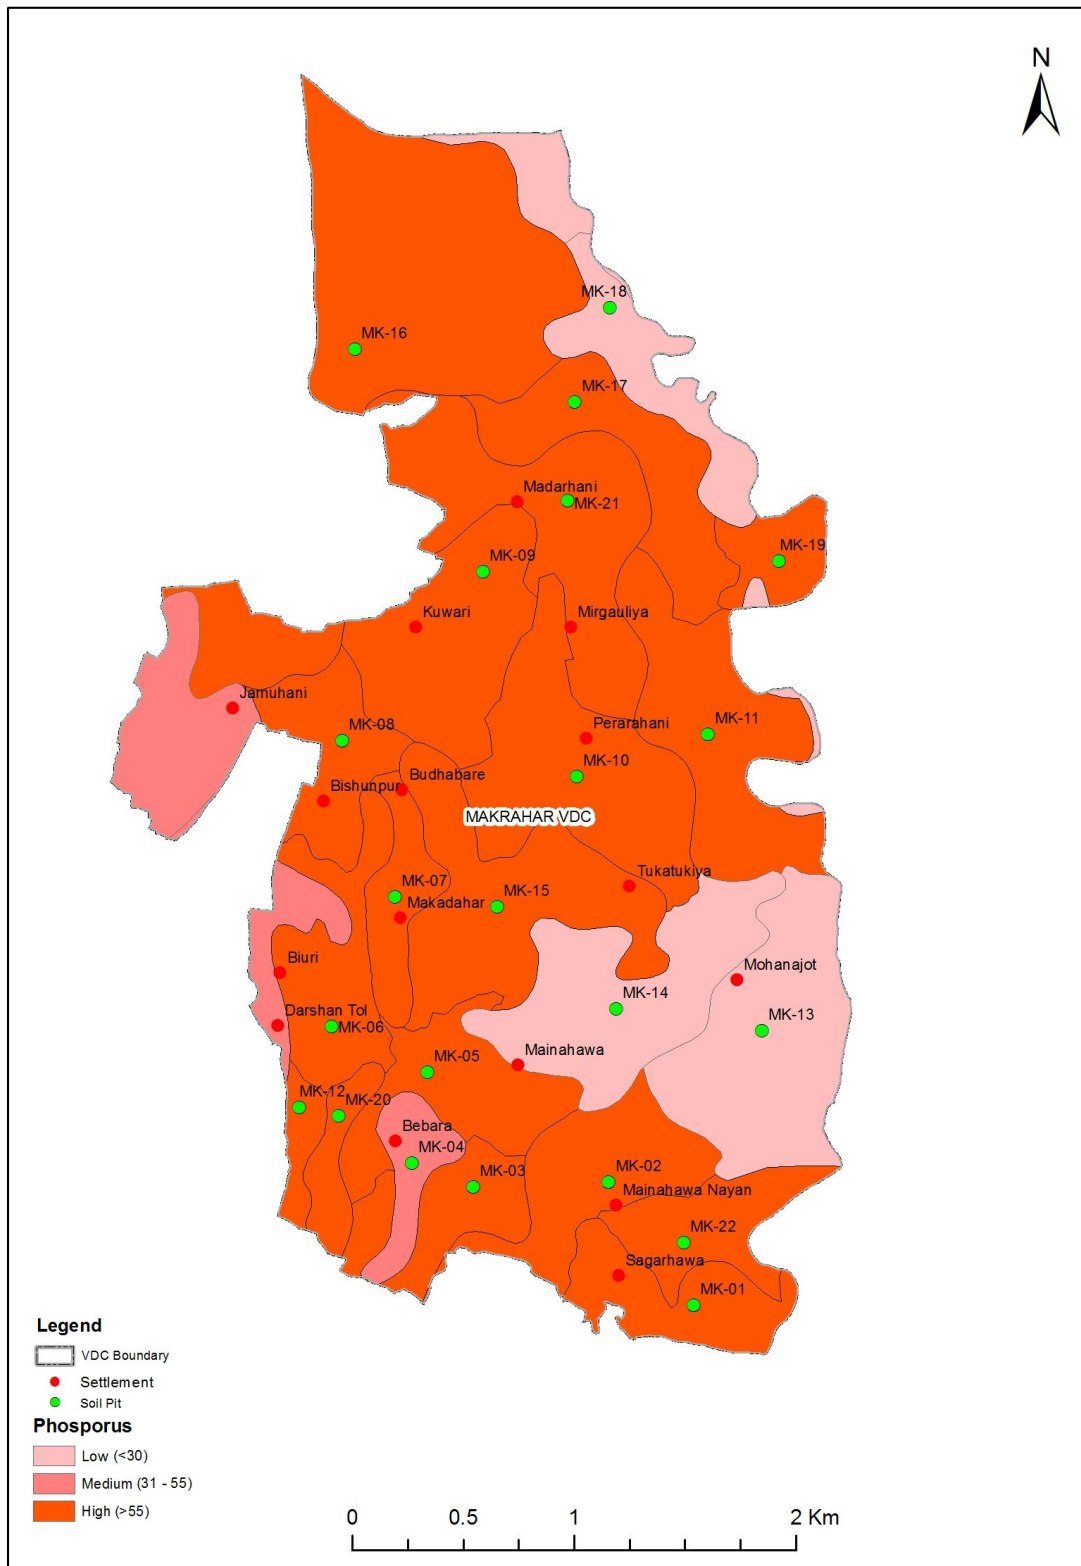 N
MK-18
MK-16
MK-17
Madarhani
MK-21
MK-19
MK-09
Kuwari
Mirgauliya
Jamuhani
MK-08
Perarahani
MK-11
MK-10
Budhabare
Bishunpur
MAKRAHAR VDC
Tukatukiya
MK-07
MK-15
Makadahar
Biuri
Mohanajot
MK-14
MK-13
Darshan Tol
MK-06
Mainahawa
MK-05
MK-12
MK-20
Bebara
MK-04
MK-03
MK-02
Mainahawa Nayan
MK-22
Sagarhawa
MK-01
Legend
VDC Boundary
Settlement
Soil Pit
Phosporus
Low (<30)
Medium (31 - 55)
High (>55)
0 0.5 1 2 Km